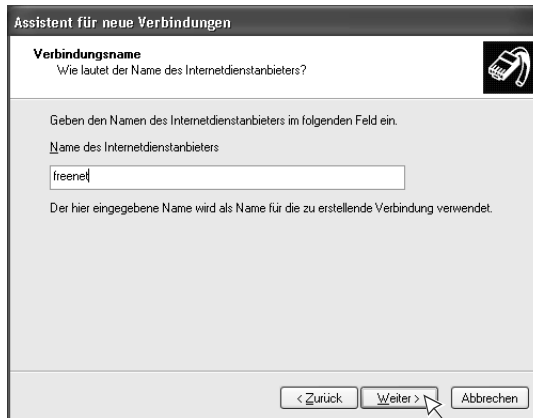 Assistent für neue Verbindungen
Verbindungsname
Wie lautet der Name des Internetdienstanbieters?
Geben den Namen des Internetdienstanbieters im folgenden Feld ein.
Name des Internetdienstanbieters
freenet
Der hier eingegebene Name wird als Name für die zu erstellende Verbindung verwendet.
< Zurück
Weiter >
Abbrechen